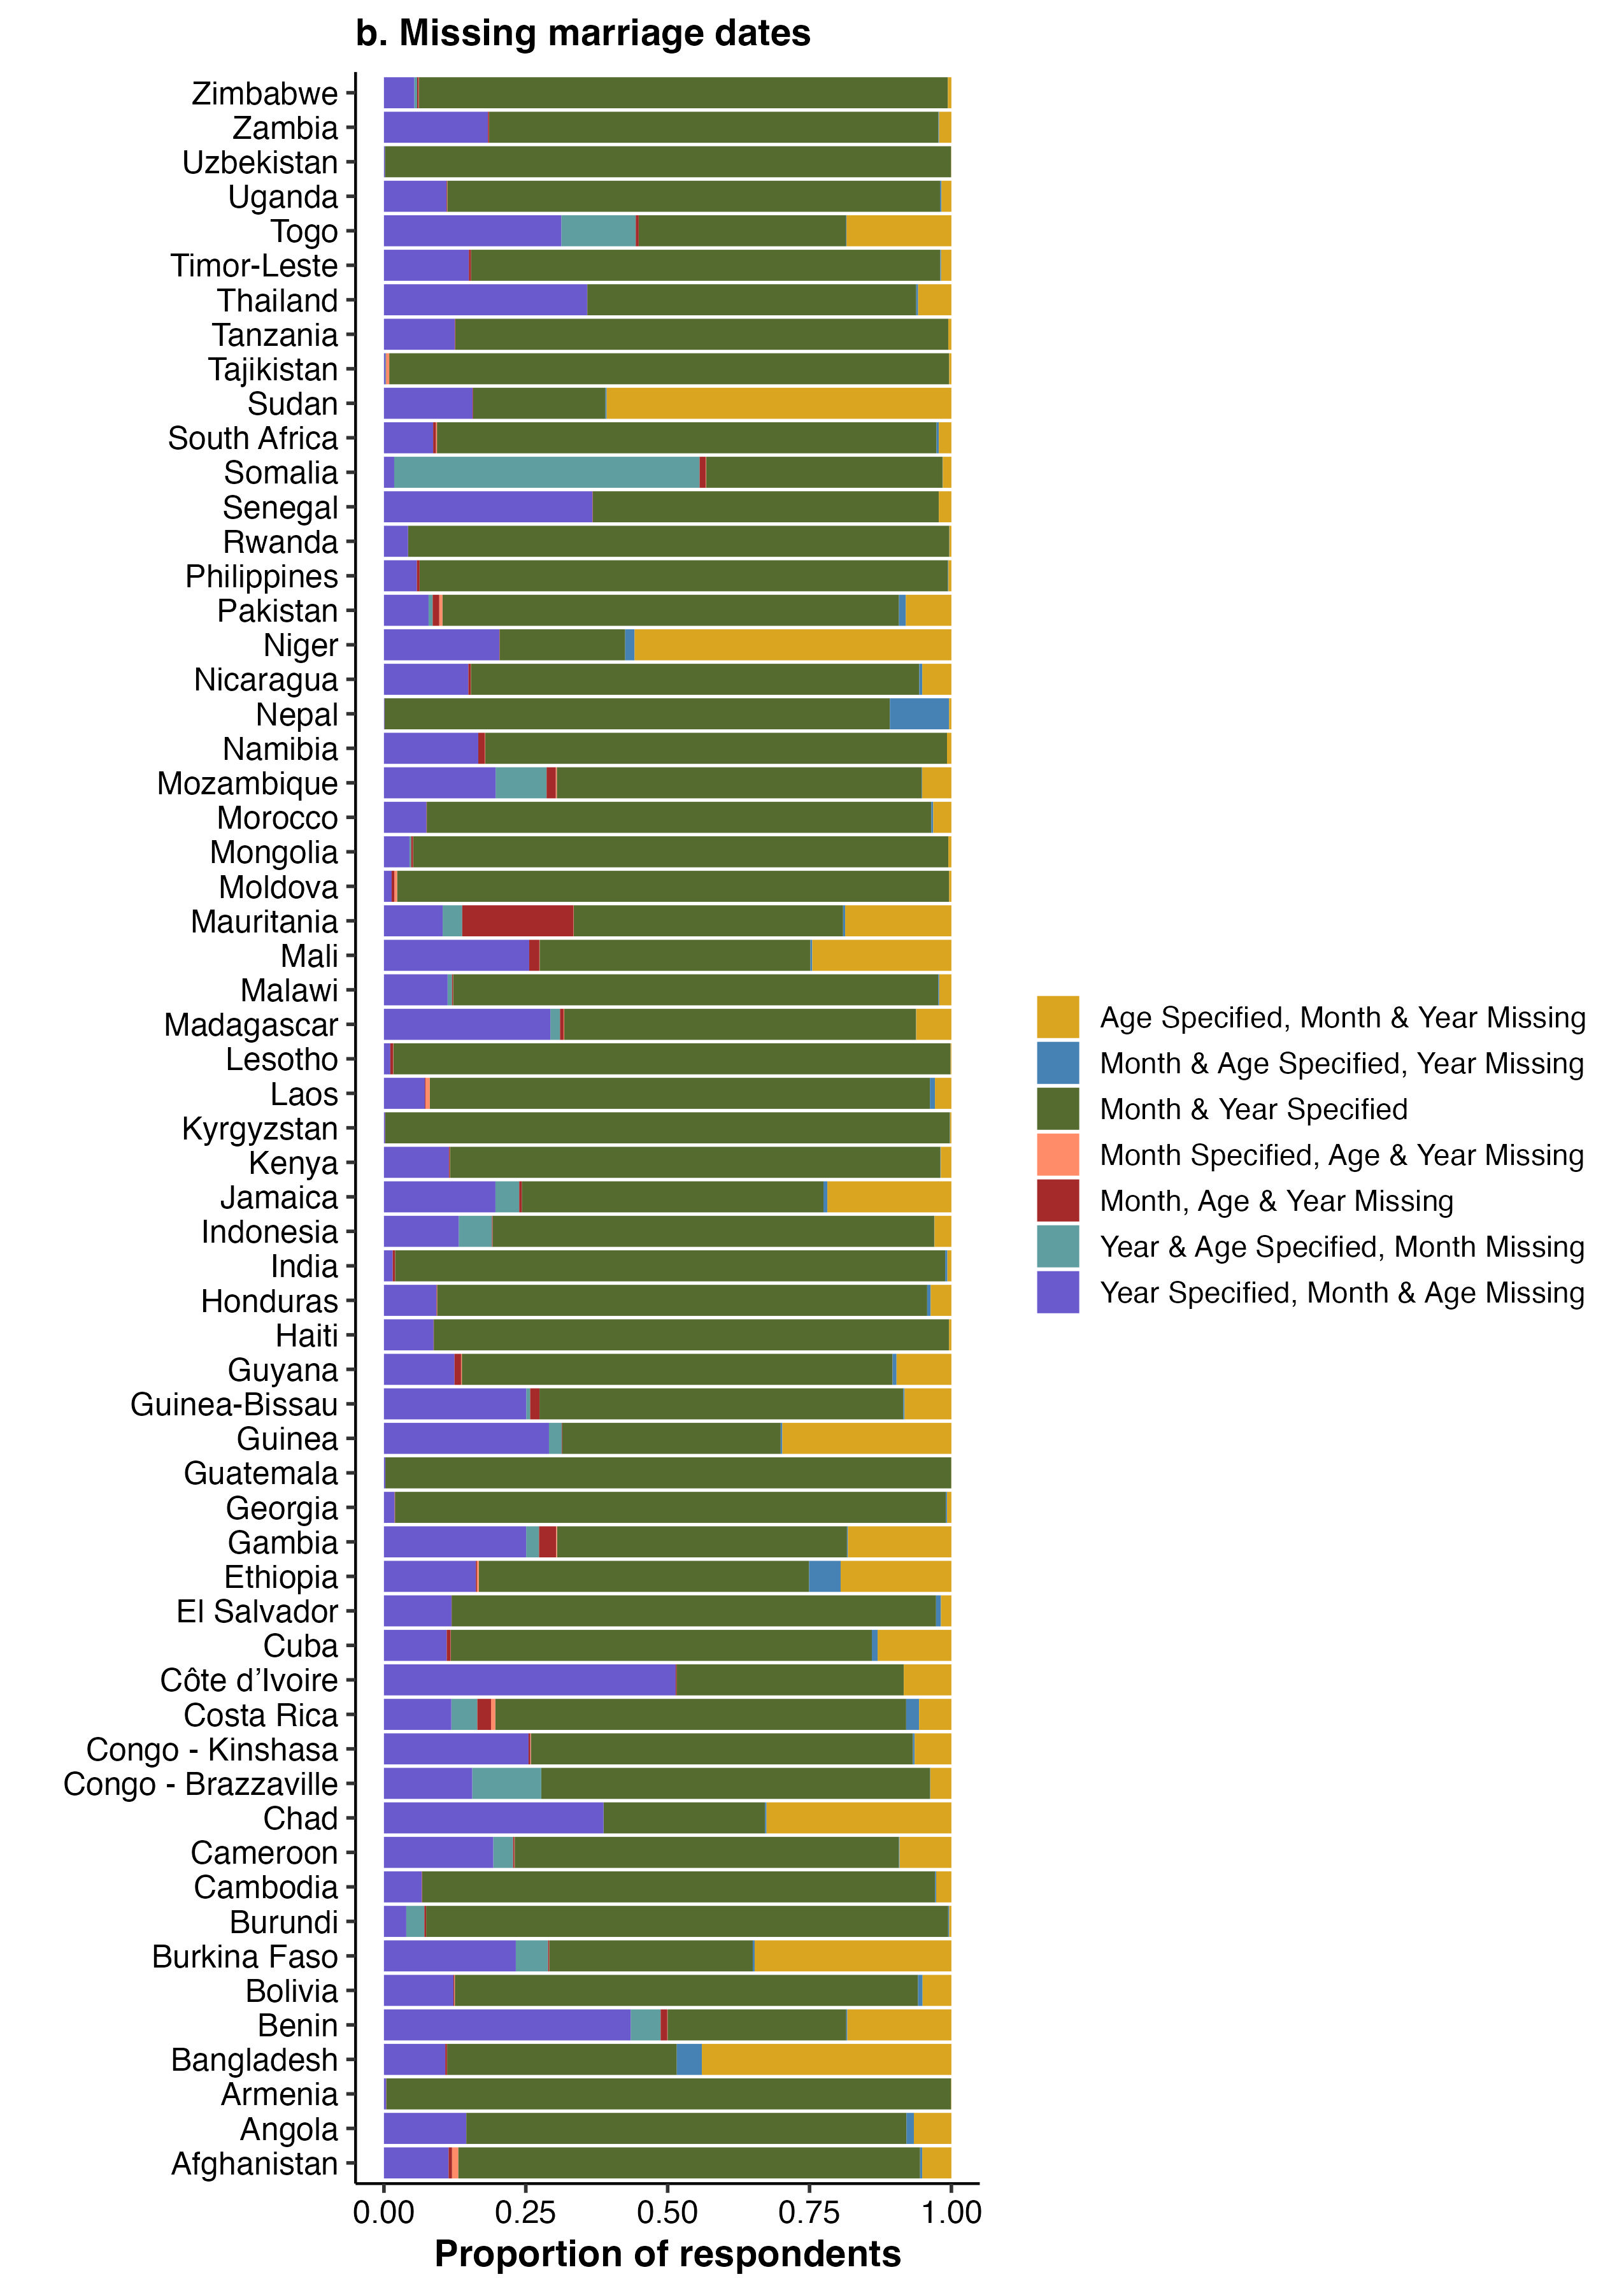 b. Missing marriage dates
Zimbabwe
Zambia
Uzbekistan
Uganda
Togo
Timor-Leste
Thailand
Tanzania
Tajikistan
Sudan
South Africa
Somalia
Senegal
Rwanda
Philippines
Pakistan
Niger
Nicaragua
Nepal
Namibia
Mozambique
Morocco
Mongolia
Moldova
Mauritania
Mali
Malawi
Madagascar
Lesotho
Laos
Kyrgyzstan
Kenya
Jamaica
Indonesia
India
Honduras
Haiti
Guyana
Guinea-Bissau
Guinea
Guatemala
Georgia
Gambia
Ethiopia
El Salvador
Cuba
Côte d’Ivoire
Costa Rica
Congo - Kinshasa
Congo - Brazzaville
Chad
Cameroon
Cambodia
Burundi
Burkina Faso
Bolivia
Benin
Bangladesh
Armenia
Angola
Afghanistan
0.00 0.25 0.50 0.75 1.00
Proportion of respondents
Age Specified, Month & Year Missing
Month & Age Specified, Year Missing
Month & Year Specified
Month Specified, Age & Year Missing
Month, Age & Year Missing
Year & Age Specified, Month Missing
Year Specified, Month & Age Missing